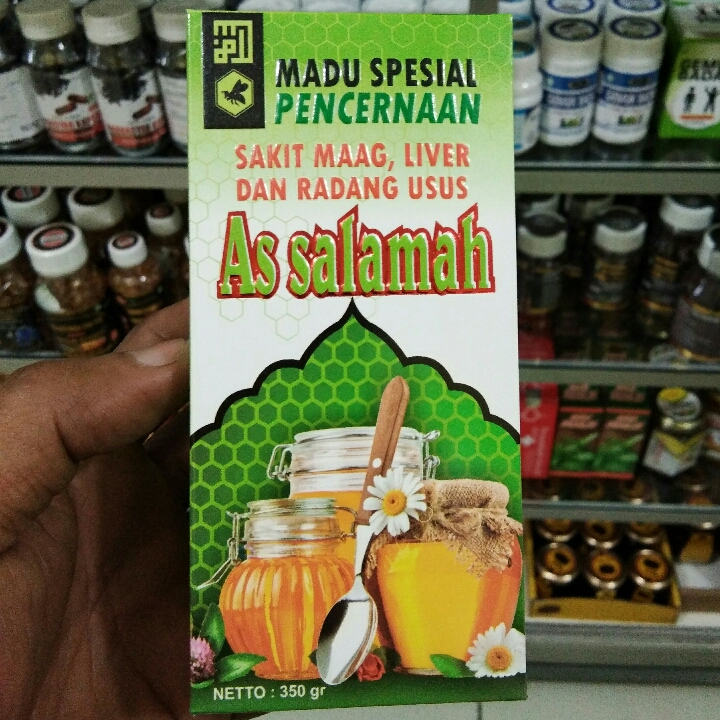 MADU SPESIAL
PENCERNAAN
SAKIT MAAG, LIVER
DAN RADANG USUS
As salamah
NETTO : 350 gr